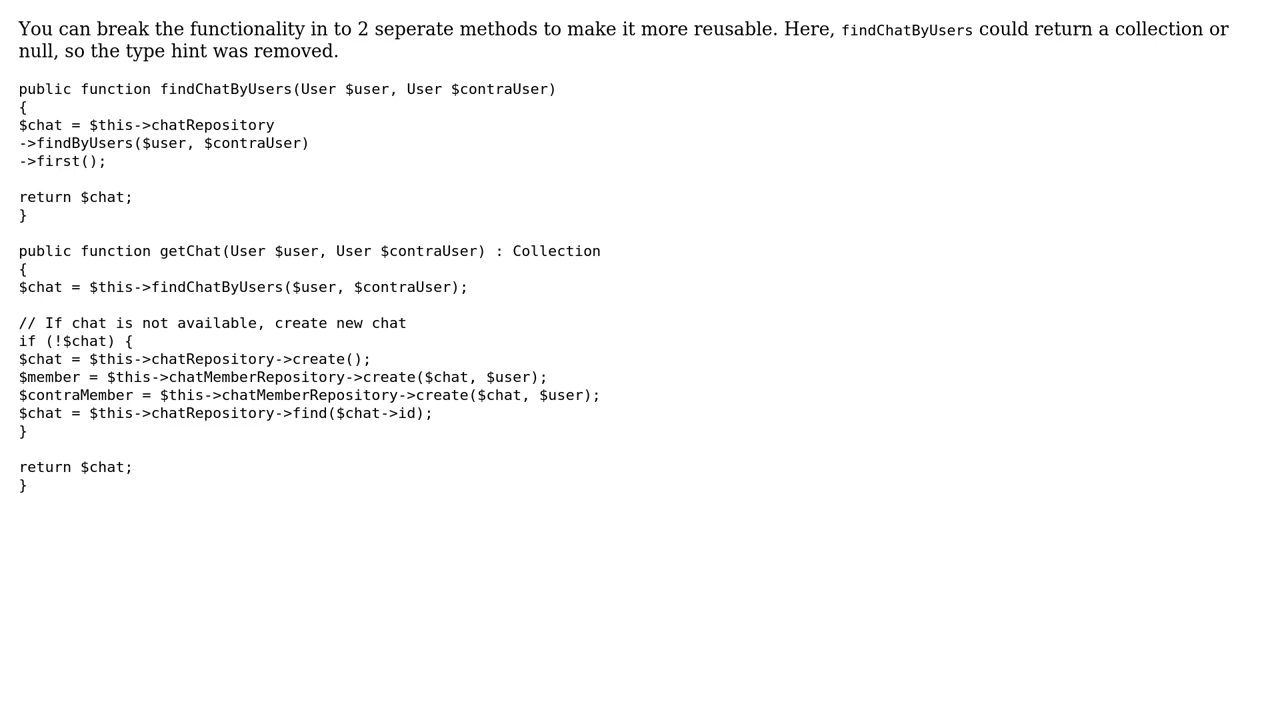 You can break the functionality in to 2 seperate methods to make it more reusable. Here, findChatByUsers could return a collection or
null, so the type hint was removed.
public function findChatByUsers(User $user, User $contraUser)
{
$chat = $this->chatRepository
->findByUsers($user, $contraUser)
->first();
return $chat;
}
public function getChat(User $user, User $contraUser) : Collection
{
$chat = $this->findChatByUsers($user, $contraUser);
// If chat is not available, create new chat
if (!$chat) {
$chat = $this->chatRepository->create();
$member = $this->chatMemberRepository->create($chat, $user);
$contraMember = $this->chatMemberRepository->create($chat, $user);
$chat = $this->chatRepository->find($chat->id);
}
return $chat;
}